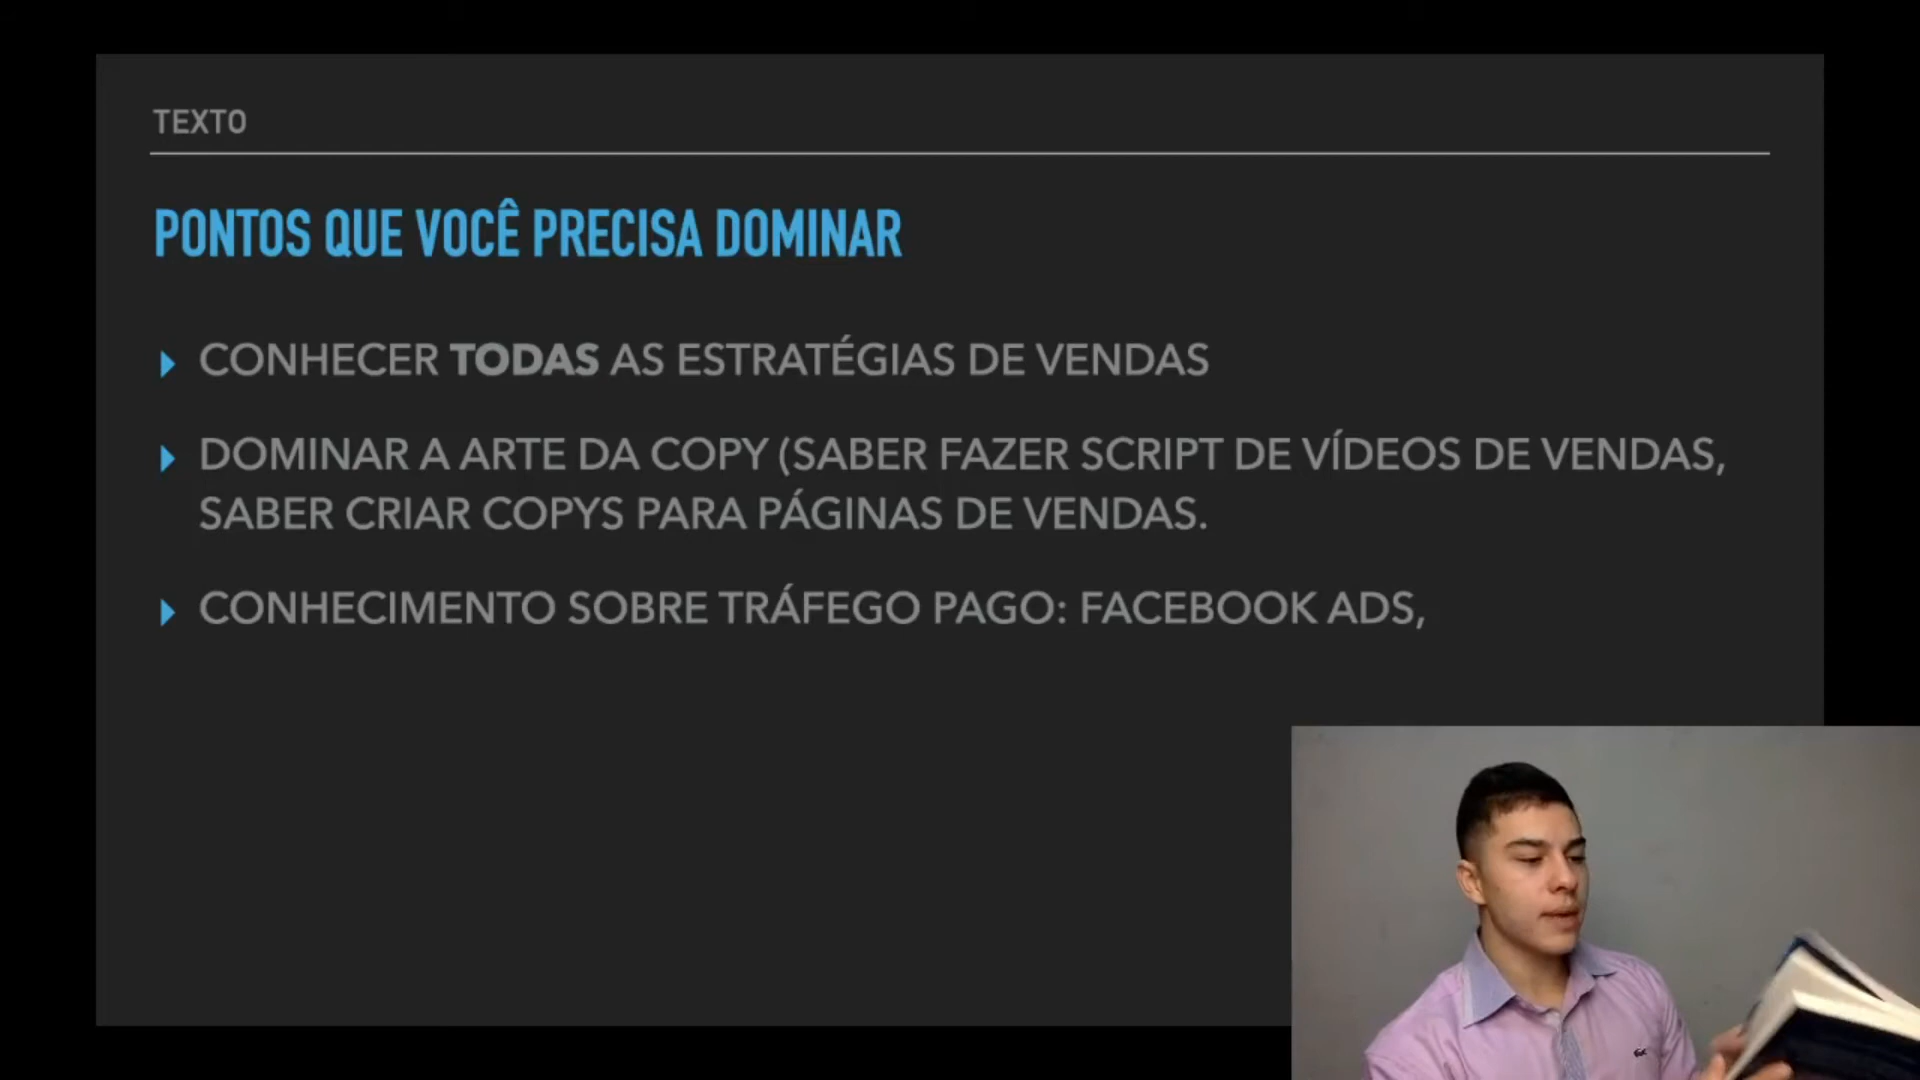 TEXTO
PONTOS QUE VOCÊ PRECISA DOMINAR
CONHECER TODAS AS ESTRATÉGIAS DE VENDAS
DOMINAR A ARTE DA COPY (SABER FAZER SCRIPT DE VÍDEOS DE VENDAS,
SABER CRIAR COPYS PARA PÁGINAS DE VENDAS.
CONHECIMENTO SOBRE TRÁFEGO PAGO: FACEBOOK ADS,